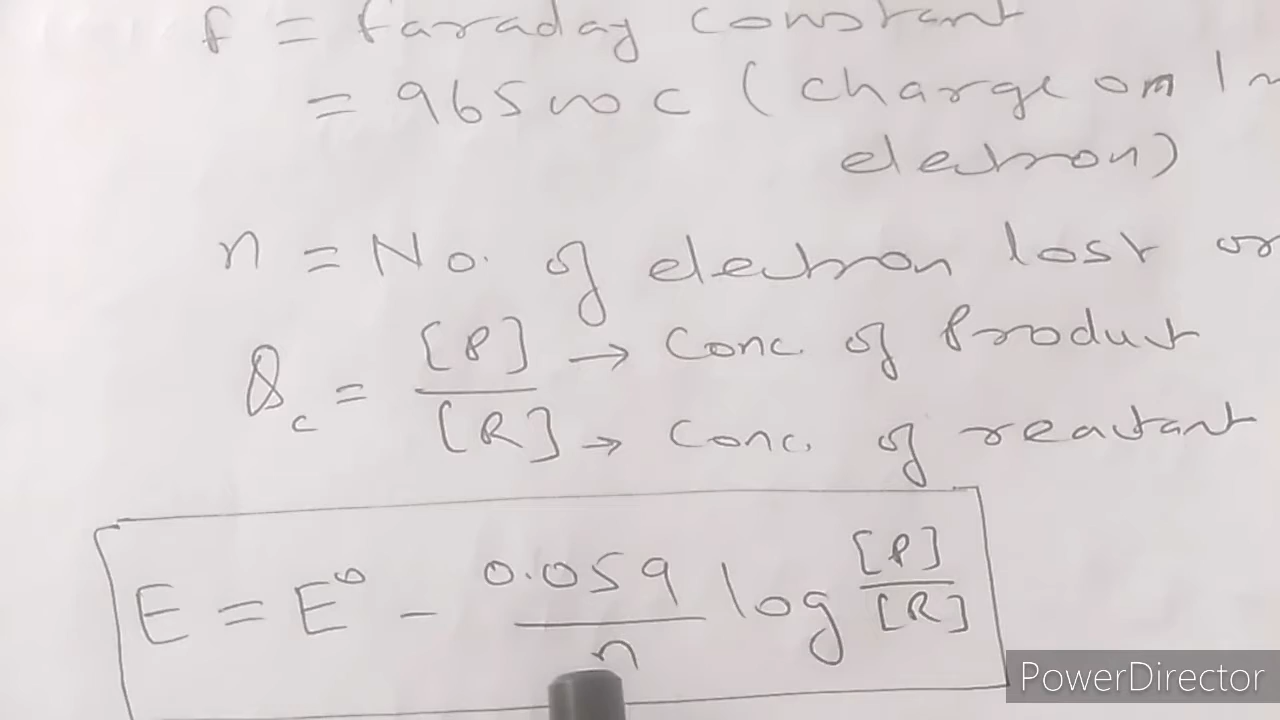 F = faraday constant
= 96500 C (charge on 1 m
electron)
n = No. of electron lost or
Qc = [P] → Conc. of Product
[R] → Conc. of reactant
E = E⁰ - 0.059/n log [P]/[R]
PowerDirector